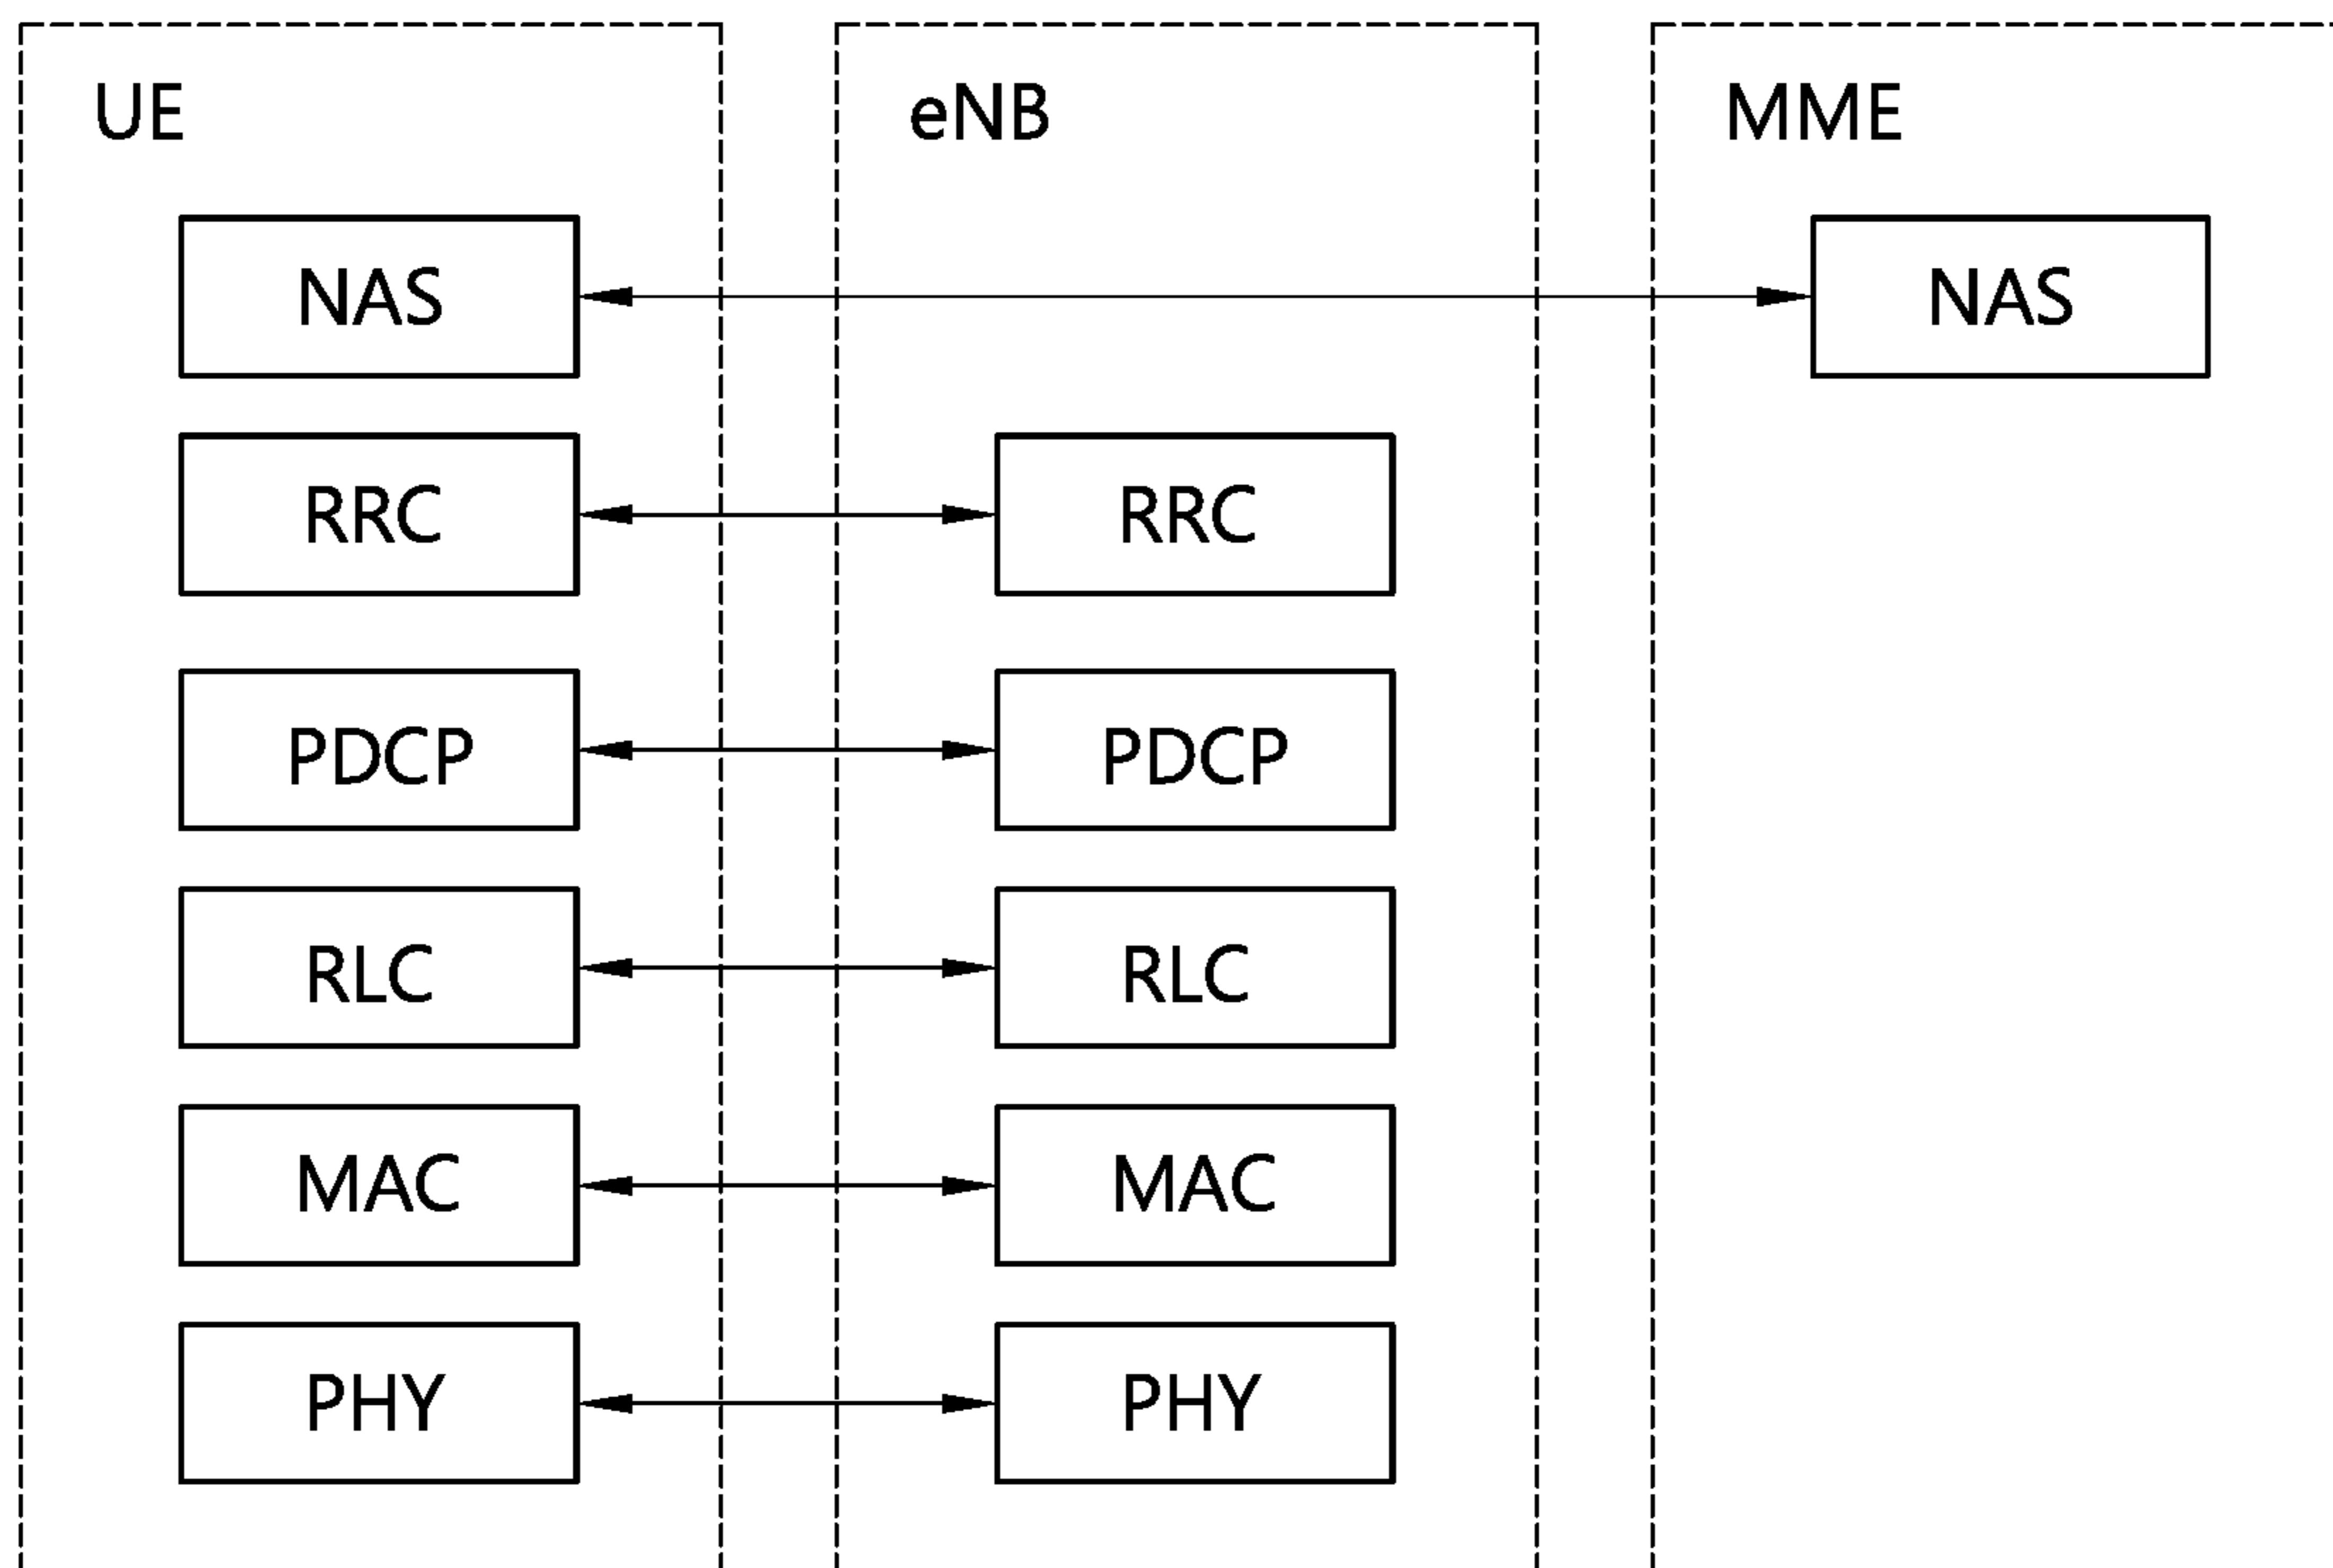 UE
eNB
MME
NAS
NAS
RRC
RRC
PDCP
PDCP
RLC
RLC
MAC
MAC
PHY
PHY